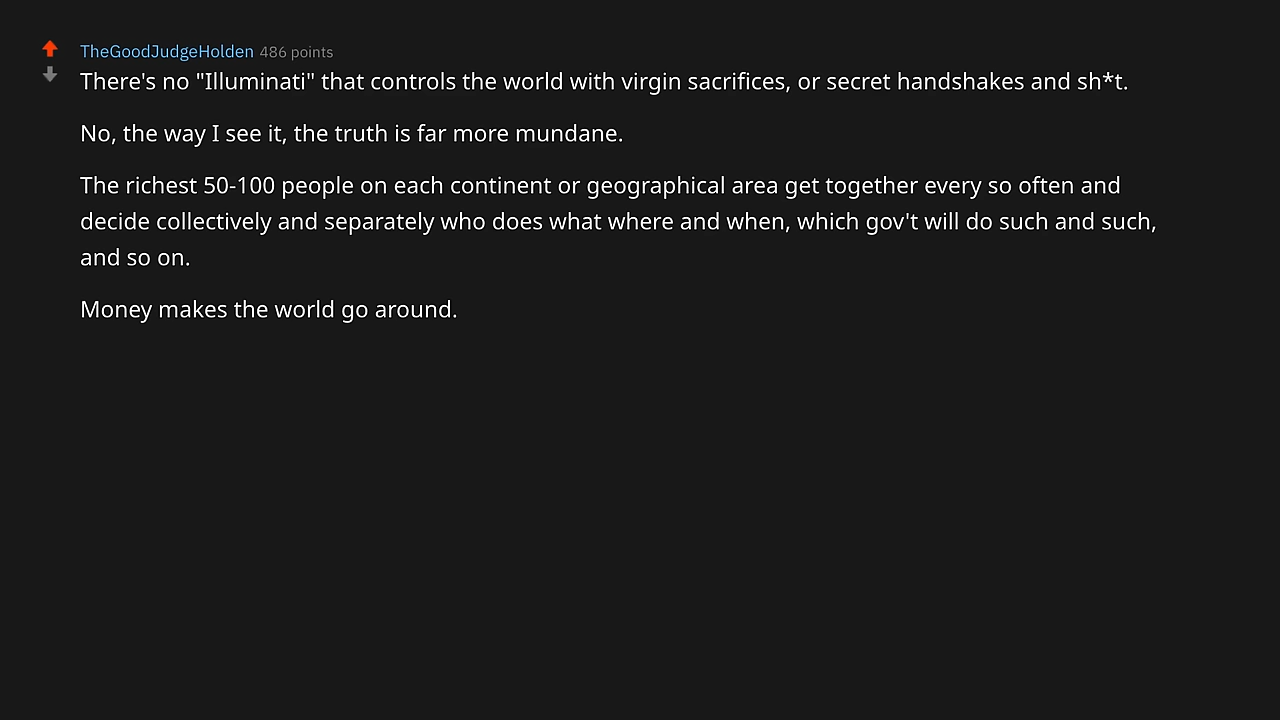 TheGoodJudgeHolden 486 points
There's no "Illuminati" that controls the world with virgin sacrifices, or secret handshakes and sh*t.
No, the way I see it, the truth is far more mundane.
The richest 50-100 people on each continent or geographical area get together every so often and
decide collectively and separately who does what where and when, which gov't will do such and such,
and so on.
Money makes the world go around.